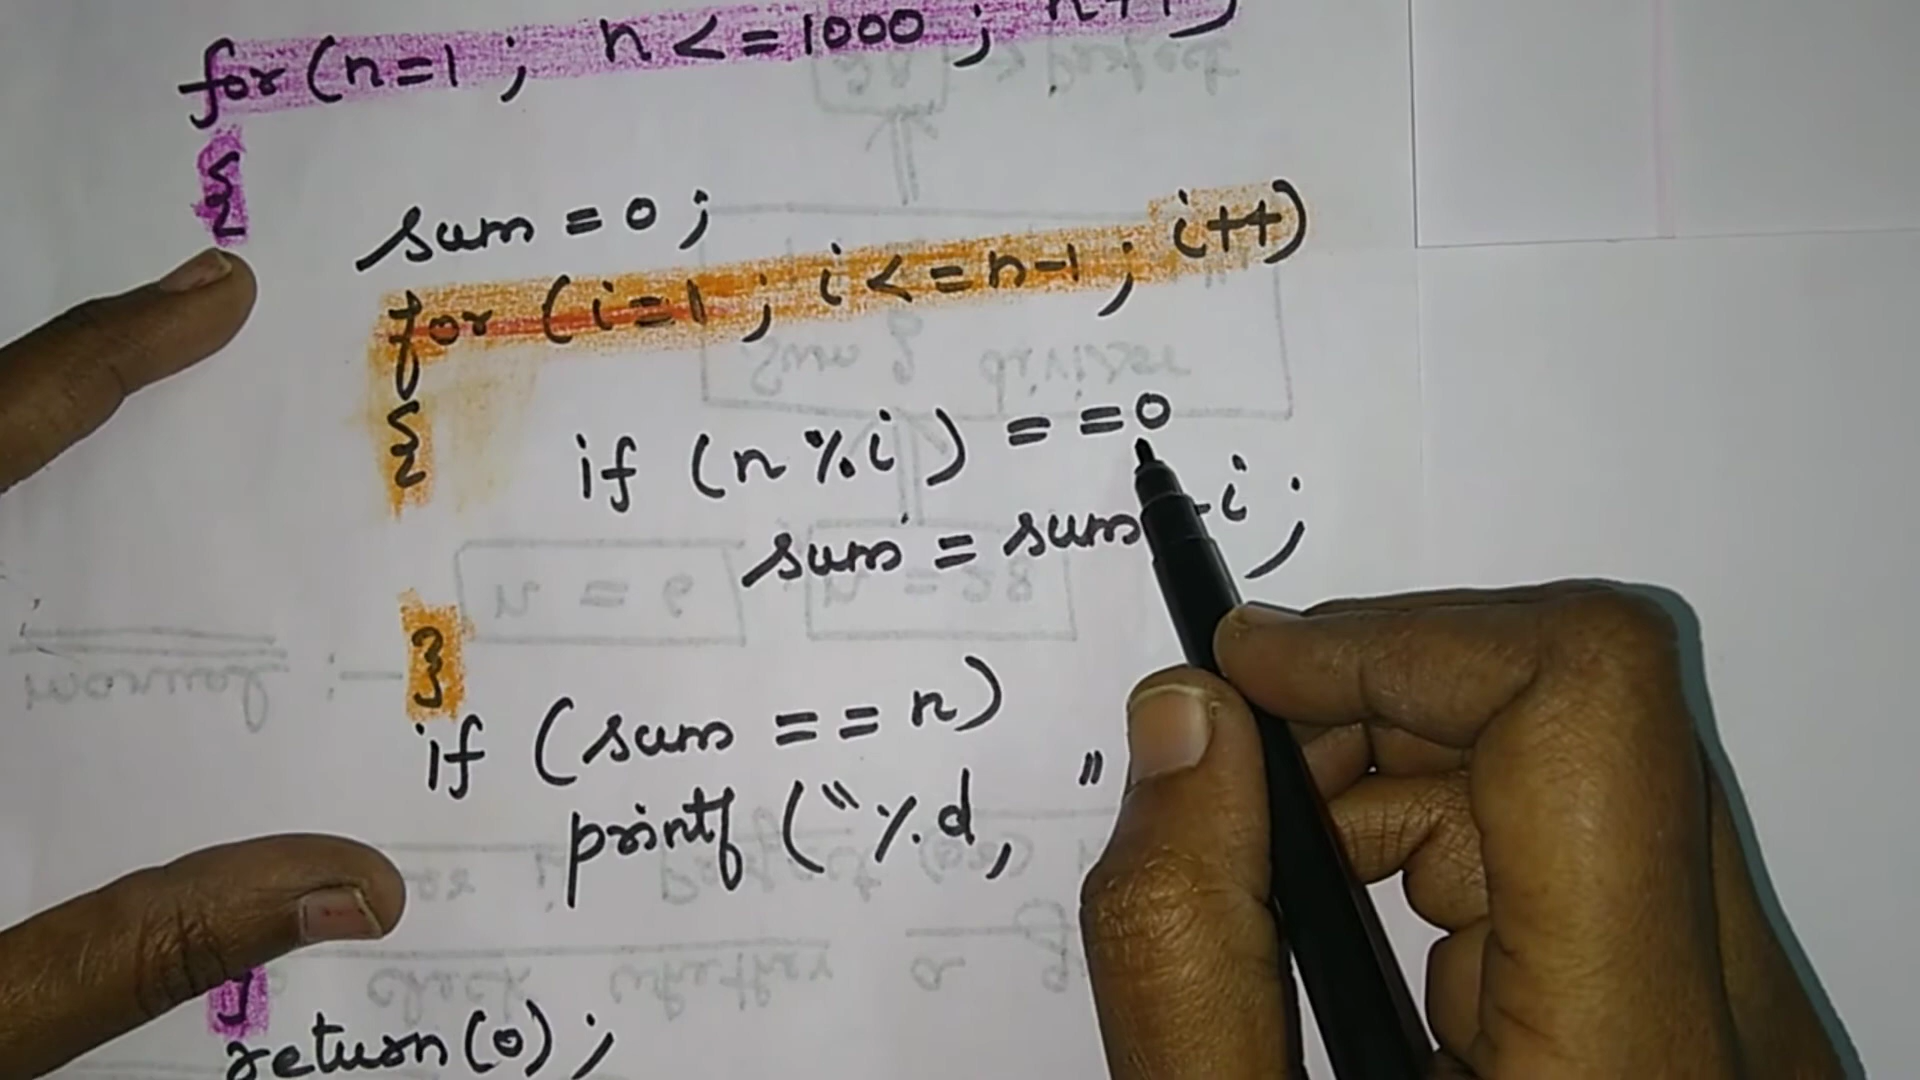 for (n=1 ; n <= 1000 ; n++)
{
sum = 0 ;
for (i=1 ; i <= n-1 ; i++)
{
if (n % i) = = 0
sum = sum + i ;
}
if (sum = = n)
printf ("%d, "
}
return (0) ;